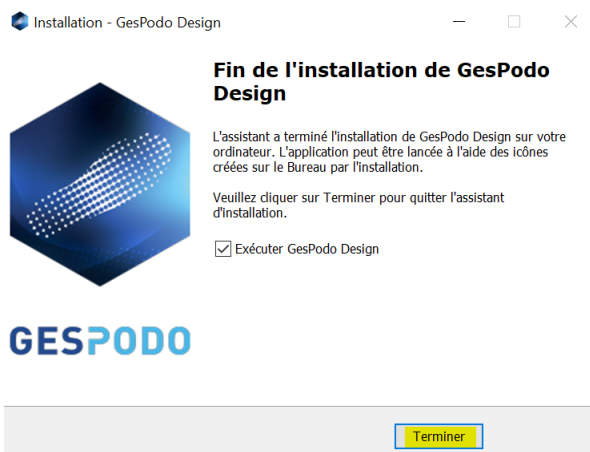 Installation - GesPodo Design
Fin de l'installation de GesPodo
Design
L'assistant a terminé l'installation de GesPodo Design sur votre
ordinateur. L'application peut être lancée à l'aide des icônes
créées sur le Bureau par l'installation.
Veuillez cliquer sur Terminer pour quitter l'assistant
d'installation.
Exécuter GesPodo Design
GESPODO
Terminer